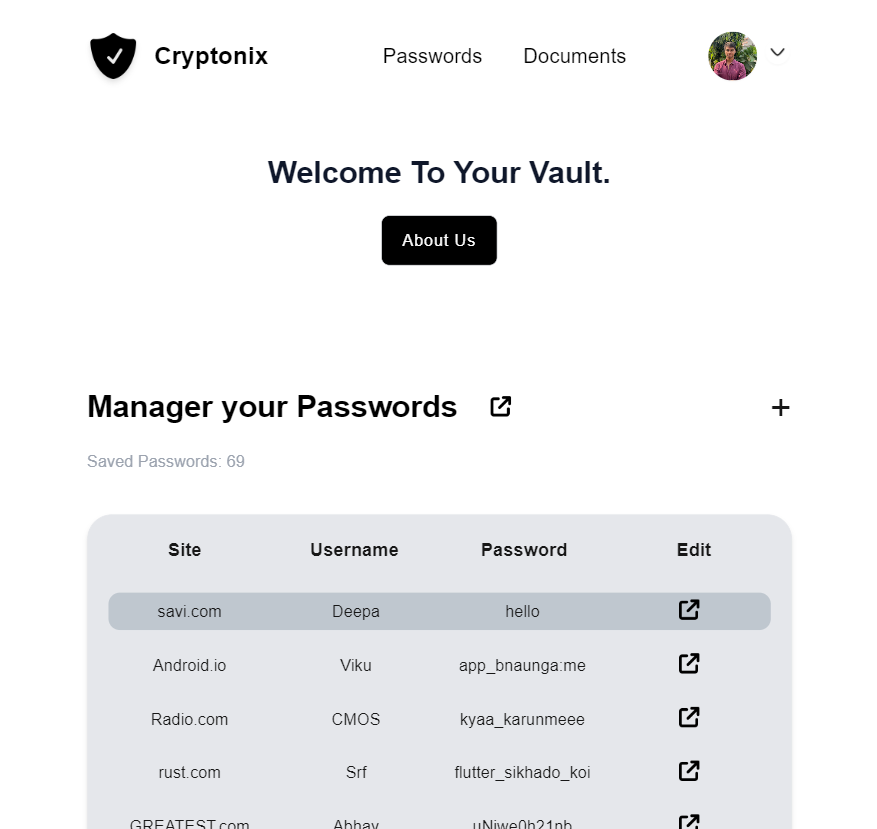 Cryptonix Passwords Documents
Welcome To Your Vault.
About Us
Manager your Passwords
Saved Passwords: 69
Site Username Password Edit
savi.com Deepa hello
Android.io Viku app_bnaunga:me
Radio.com CMOS kyaa_karunmeee
rust.com Srf flutter_sikhado_koi
GREATEST.com Abhay uNiwe0h21nb